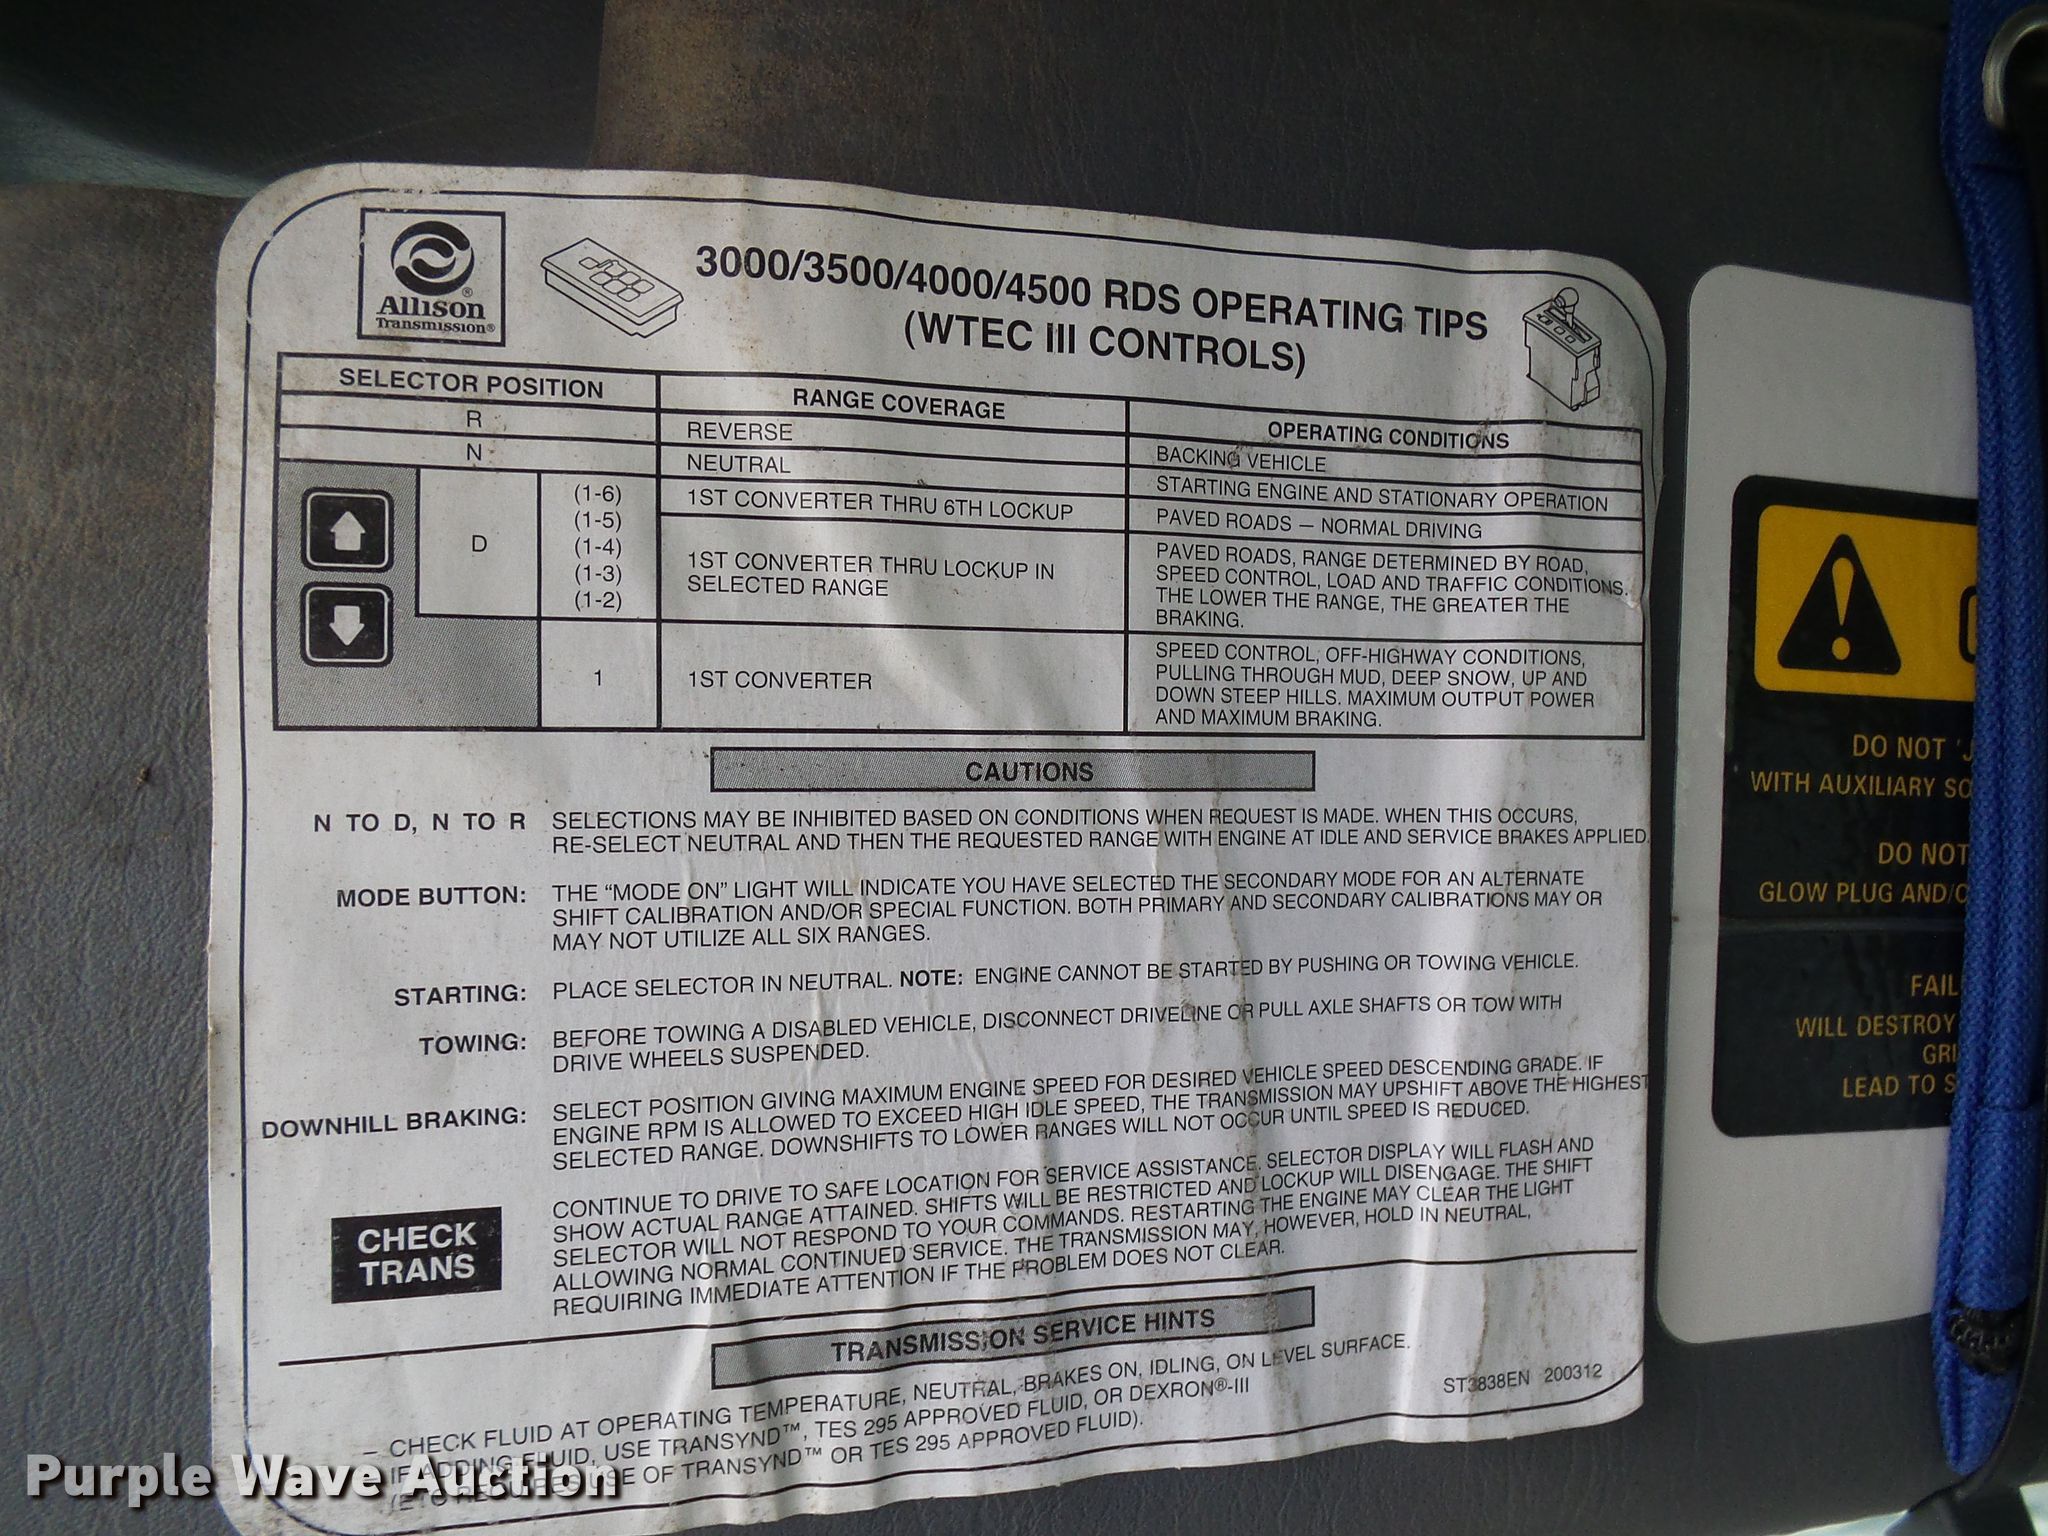 Allison
Transmission®
3000/3500/4000/4500 RDS OPERATING TIPS
(WTEC III CONTROLS)
SELECTOR POSITION RANGE COVERAGE OPERATING CONDITIONS
R REVERSE BACKING VEHICLE
N NEUTRAL STARTING ENGINE AND STATIONARY OPERATION
D
(1-6) 1ST CONVERTER THRU 6TH LOCKUP PAVED ROADS — NORMAL DRIVING
(1-5)
(1-4)
(1-3)
(1-2)
1ST CONVERTER THRU LOCKUP IN
SELECTED RANGE
PAVED ROADS, RANGE DETERMINED BY ROAD,
SPEED CONTROL, LOAD AND TRAFFIC CONDITIONS.
THE LOWER THE RANGE, THE GREATER THE
BRAKING.
1 1ST CONVERTER
SPEED CONTROL, OFF-HIGHWAY CONDITIONS,
PULLING THROUGH MUD, DEEP SNOW, UP AND
DOWN STEEP HILLS. MAXIMUM OUTPUT POWER
AND MAXIMUM BRAKING.
CAUTIONS
N TO D, N TO R SELECTIONS MAY BE INHIBITED BASED ON CONDITIONS WHEN REQUEST IS MADE. WHEN THIS OCCURS,
RE-SELECT NEUTRAL AND THEN THE REQUESTED RANGE WITH ENGINE AT IDLE AND SERVICE BRAKES APPLIED.
MODE BUTTON: THE "MODE ON" LIGHT WILL INDICATE YOU HAVE SELECTED THE SECONDARY MODE FOR AN ALTERNATE
SHIFT CALIBRATION AND/OR SPECIAL FUNCTION. BOTH PRIMARY AND SECONDARY CALIBRATIONS MAY OR
MAY NOT UTILIZE ALL SIX RANGES.
STARTING: PLACE SELECTOR IN NEUTRAL. NOTE: ENGINE CANNOT BE STARTED BY PUSHING OR TOWING VEHICLE.
TOWING: BEFORE TOWING A DISABLED VEHICLE, DISCONNECT DRIVELINE OR PULL AXLE SHAFTS OR TOW WITH
DRIVE WHEELS SUSPENDED.
DOWNHILL BRAKING: SELECT POSITION GIVING MAXIMUM ENGINE SPEED FOR DESIRED VEHICLE SPEED DESCENDING GRADE. IF
ENGINE RPM IS ALLOWED TO EXCEED HIGH IDLE SPEED, THE TRANSMISSION MAY UPSHIFT ABOVE THE HIGHEST
SELECTED RANGE. DOWNSHIFTS TO LOWER RANGES WILL NOT OCCUR UNTIL SPEED IS REDUCED.
CHECK
TRANS
CONTINUE TO DRIVE TO SAFE LOCATION FOR SERVICE ASSISTANCE. SELECTOR DISPLAY WILL FLASH AND
SHOW ACTUAL RANGE ATTAINED. SHIFTS WILL BE RESTRICTED AND LOCKUP WILL DISENGAGE. THE SHIFT
SELECTOR WILL NOT RESPOND TO YOUR COMMANDS. RESTARTING THE ENGINE MAY CLEAR THE LIGHT
ALLOWING NORMAL CONTINUED SERVICE. THE TRANSMISSION MAY, HOWEVER, HOLD IN NEUTRAL,
REQUIRING IMMEDIATE ATTENTION IF THE PROBLEM DOES NOT CLEAR.
TRANSMISSION SERVICE HINTS
– CHECK FLUID AT OPERATING TEMPERATURE, NEUTRAL, BRAKES ON, IDLING, ON LEVEL SURFACE.
– IF ADDING FLUID, USE TRANSYND™, TES 295 APPROVED FLUID, OR DEXRON®-III
USE OF TRANSYND™ OR TES 295 APPROVED FLUID).
ST3838EN 200312
DO NOT
WITH AUXILIARY
DO NOT
GLOW PLUG
WILL DESTROY
LEAD TO
Purple Wave Auction